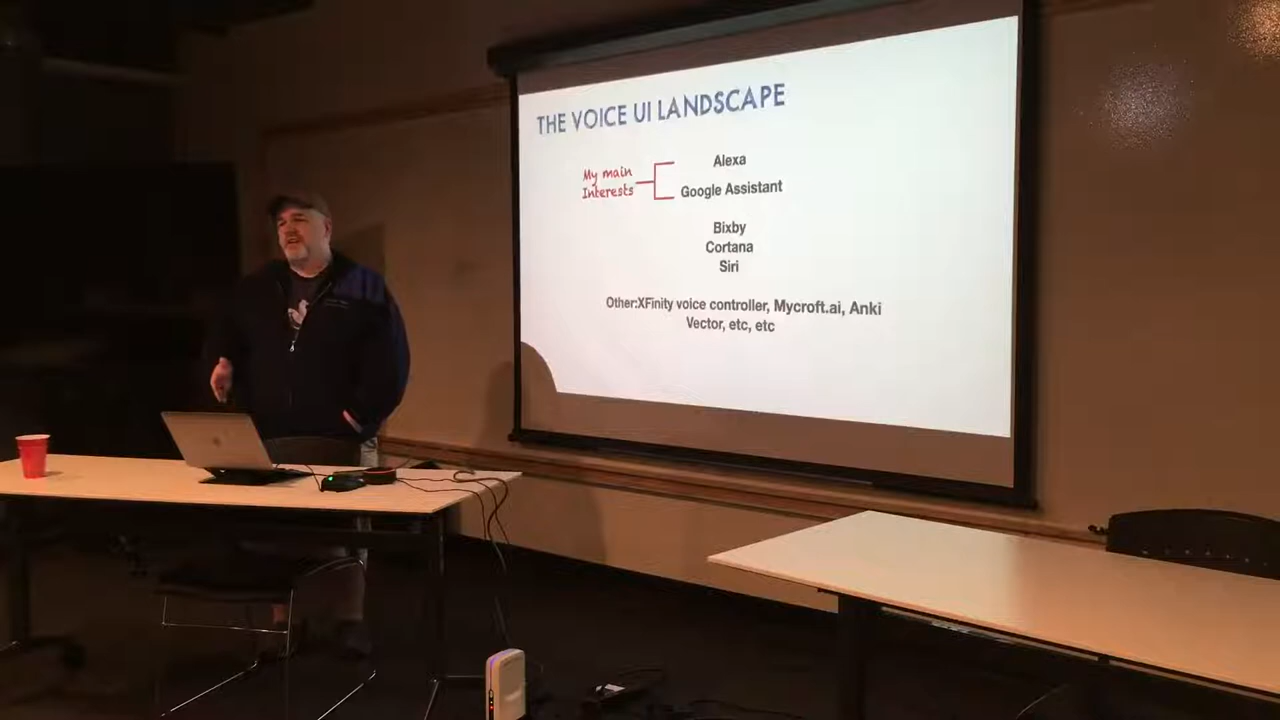 THE VOICE UI LANDSCAPE
My main
Interests
Alexa
Google Assistant
Bixby
Cortana
Siri
Other:XFinity voice controller, Mycroft.ai, Anki
Vector, etc, etc